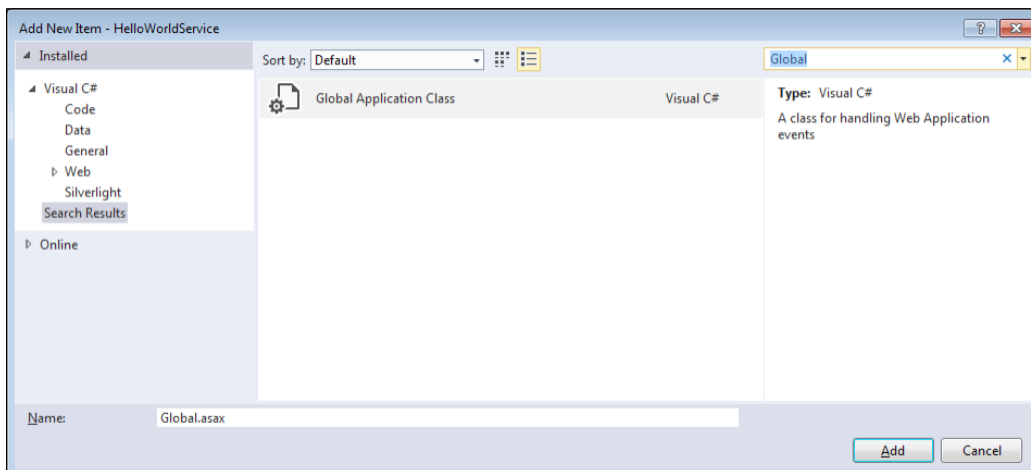 Add New Item - HelloWorldService
Installed
Sort by: Default
Global
Visual C#
Code
Data
General
Web
Silverlight
Search Results
Online
Global Application Class Visual C#
Type: Visual C#
A class for handling Web Application
events
Name: Global.asax
Add Cancel